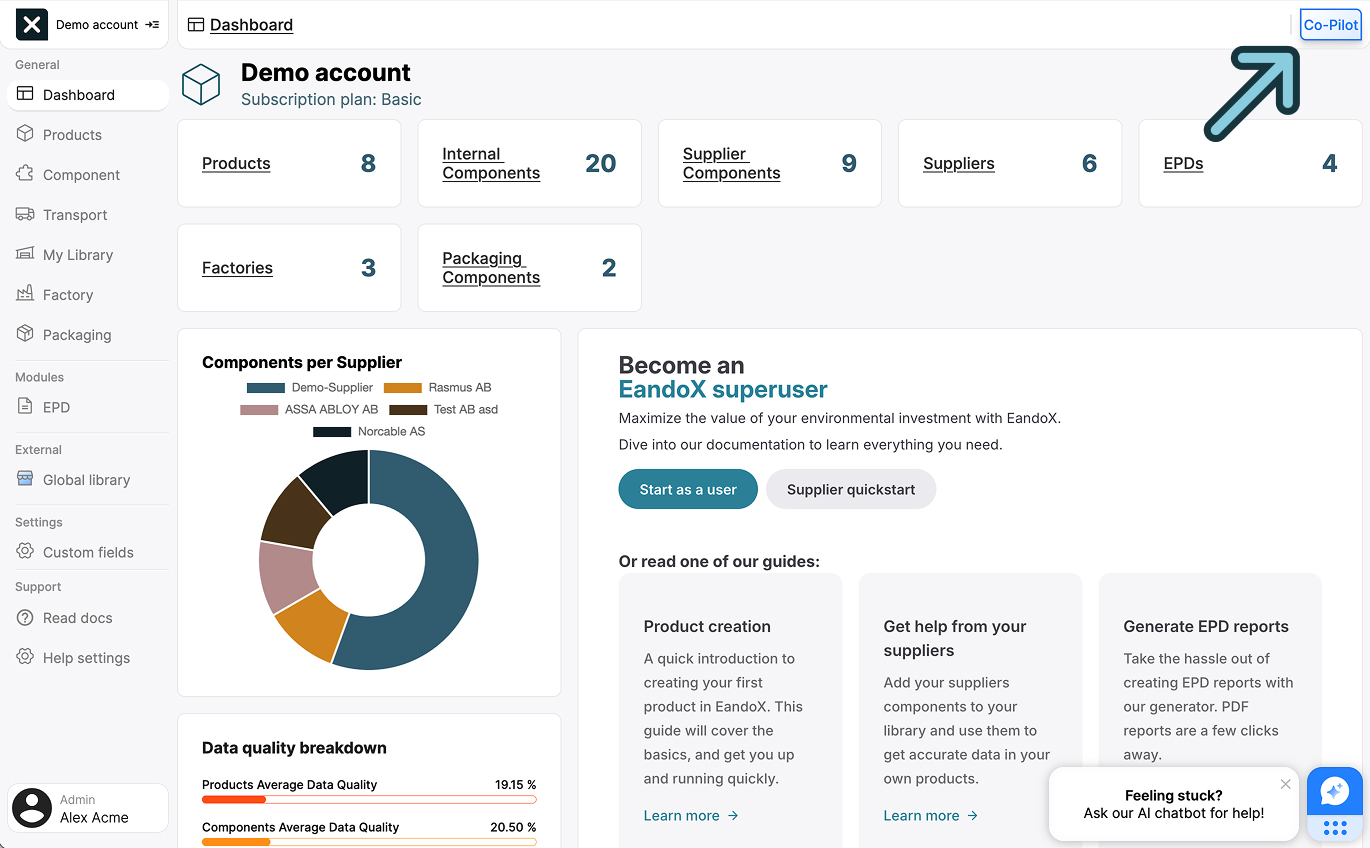 Demo account
Dashboard
Co-Pilot
General
Dashboard
Products
Component
Transport
My Library
Factory
Packaging
Modules
EPD
External
Global library
Settings
Custom fields
Support
Read docs
Help settings
Admin
Alex Acme
Demo account
Subscription plan: Basic
Products 8
Internal
Components 20
Supplier
Components 9
Suppliers 6
EPDs 4
Factories 3
Packaging
Components 2
Components per Supplier
Demo-Supplier Rasmus AB
ASSA ABLOY AB Test AB asd
Norcable AS
Data quality breakdown
Products Average Data Quality 19.15 %
Components Average Data Quality 20.50 %
Become an
EandoX superuser
Maximize the value of your environmental investment with EandoX.
Dive into our documentation to learn everything you need.
Start as a user Supplier quickstart
Or read one of our guides:
Product creation
A quick introduction to
creating your first
product in EandoX. This
guide will cover the
basics, and get you up
and running quickly.
Learn more →
Get help from your
suppliers
Add your suppliers
components to your
library and use them to
get accurate data in your
own products.
Learn more →
Generate EPD reports
Take the hassle out of
creating EPD reports with
our generator. PDF
reports are a few clicks
away.
Feeling stuck?
Ask our AI chatbot for help!